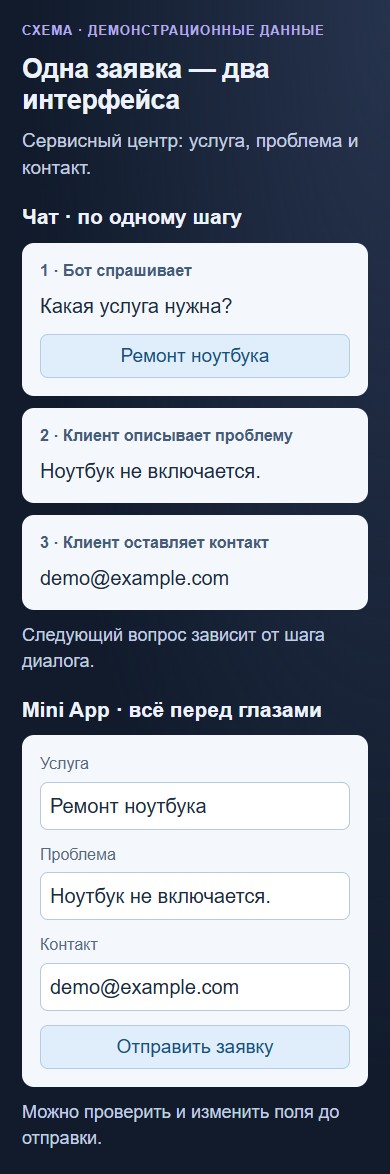 СХЕМА · ДЕМОНСТРАЦИОННЫЕ ДАННЫЕ
Одна заявка — два
интерфейса
Сервисный центр: услуга, проблема и
контакт.
Чат · по одному шагу
1 · Бот спрашивает
Какая услуга нужна?
Ремонт ноутбука
2 · Клиент описывает проблему
Ноутбук не включается.
3 · Клиент оставляет контакт
demo@example.com
Следующий вопрос зависит от шага
диалога.
Mini App · всё перед глазами
Услуга
Ремонт ноутбука
Проблема
Ноутбук не включается.
Контакт
demo@example.com
Отправить заявку
Можно проверить и изменить поля до
отправки.